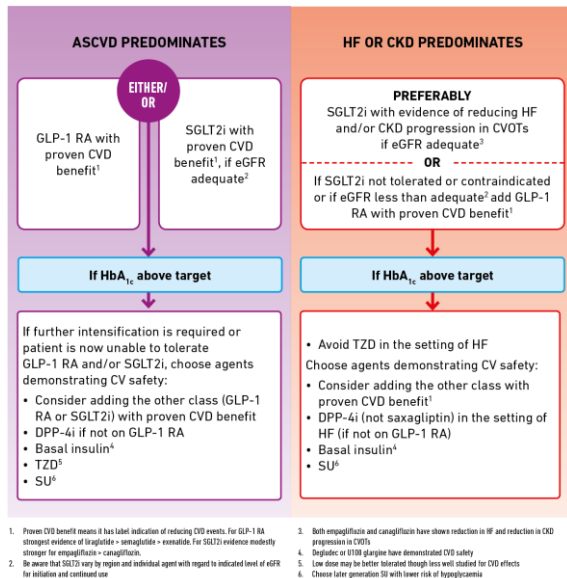 ASCVD PREDOMINATES
EITHER/
OR
GLP-1 RA with
proven CVD
benefit1
SGLT2i with
proven CVD
benefit1, if eGFR
adequate2
If HbA1c above target
If further intensification is required or
patient is now unable to tolerate
GLP-1 RA and/or SGLT2i, choose agents
demonstrating CV safety:
• Consider adding the other class (GLP-1
RA or SGLT2i) with proven CVD benefit
• DPP-4i if not on GLP-1 RA
• Basal insulin4
• TZD5
• SU6
HF OR CKD PREDOMINATES
PREFERABLY
SGLT2i with evidence of reducing HF
and/or CKD progression in CVOTs
if eGFR adequate3
OR
If SGLT2i not tolerated or contraindicated
or if eGFR less than adequate2 add GLP-1
RA with proven CVD benefit1
If HbA1c above target
• Avoid TZD in the setting of HF
Choose agents demonstrating CV safety:
• Consider adding the other class with
proven CVD benefit1
• DPP-4i (not saxagliptin) in the setting of
HF (if not on GLP-1 RA)
• Basal insulin4
• SU6
1. Proven CVD benefit means it has label indication of reducing CVD events. For GLP-1 RA
strongest evidence of liraglutide > semaglutide > exenatide. For SGLT2i evidence modestly
stronger for empagliflozin > canagliflozin.
2. Be aware that SGLT2i vary by region and individual agent with regard to indicated level of eGFR
for initiation and continued use
3. Both empagliflozin and canagliflozin have shown reduction in HF and reduction in CKD
progression in CVOTs
4. Degludec or U100 glargine have demonstrated CVD safety
5. Low dose may be better tolerated though less well studied for CVD effects
6. Choose later generation SU with lower risk of hypoglycaemia